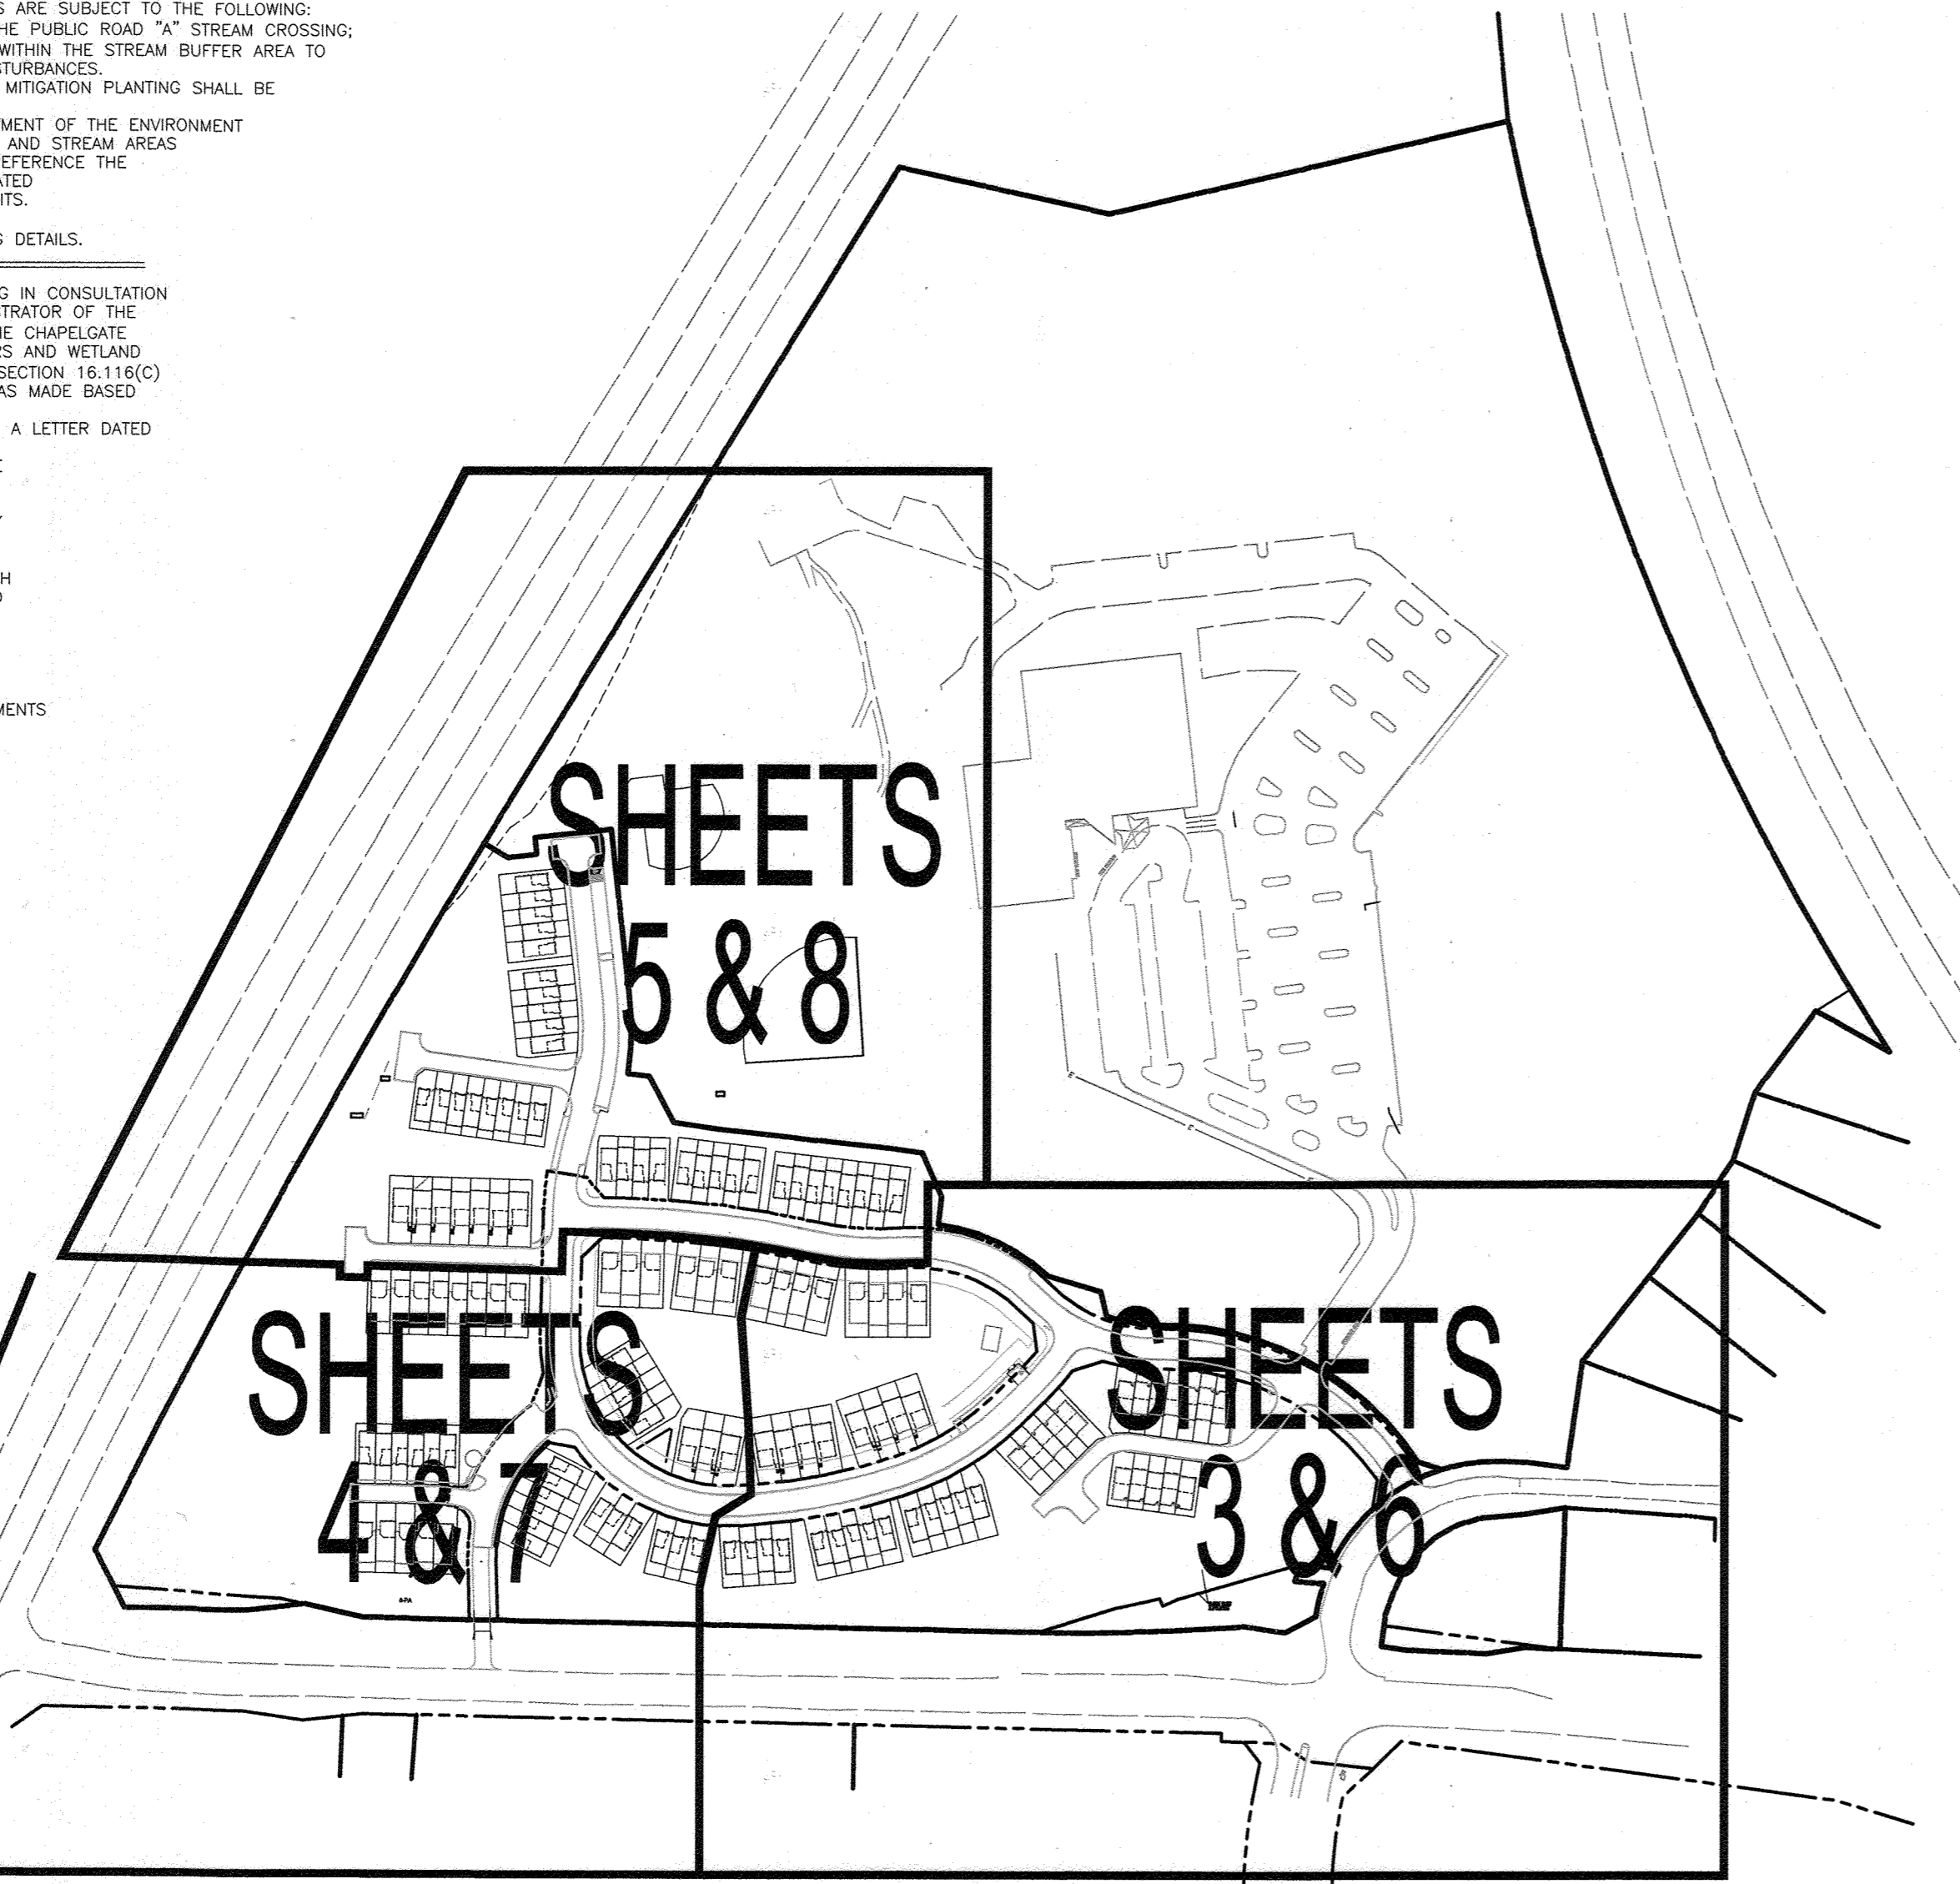 ARE SUBJECT TO THE FOLLOWING:
HE PUBLIC ROAD "A" STREAM CROSSING;
WITHIN THE STREAM BUFFER AREA TO
STURBANCES.
MITIGATION PLANTING SHALL BE
MENT OF THE ENVIRONMENT
AND STREAM AREAS
EFERENCE THE
ATED
ITS.
DETAILS.
G IN CONSULTATION
STRATOR OF THE
HE CHAPELGATE
RS AND WETLAND
SECTION 16.116(C)
AS MADE BASED
A LETTER DATED
MENTS
SHEETS
5 & 8
SHEETS
4 & 7
SHEETS
3 & 6